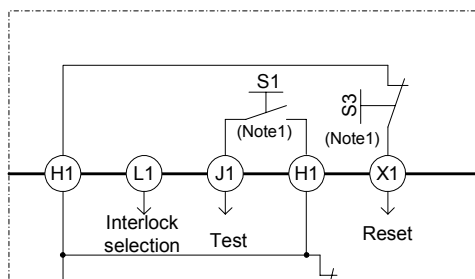 S1
(Note1)
S3
(Note1)
H1
L1
J1
H1
X1
Interlock
selection
Test
Reset